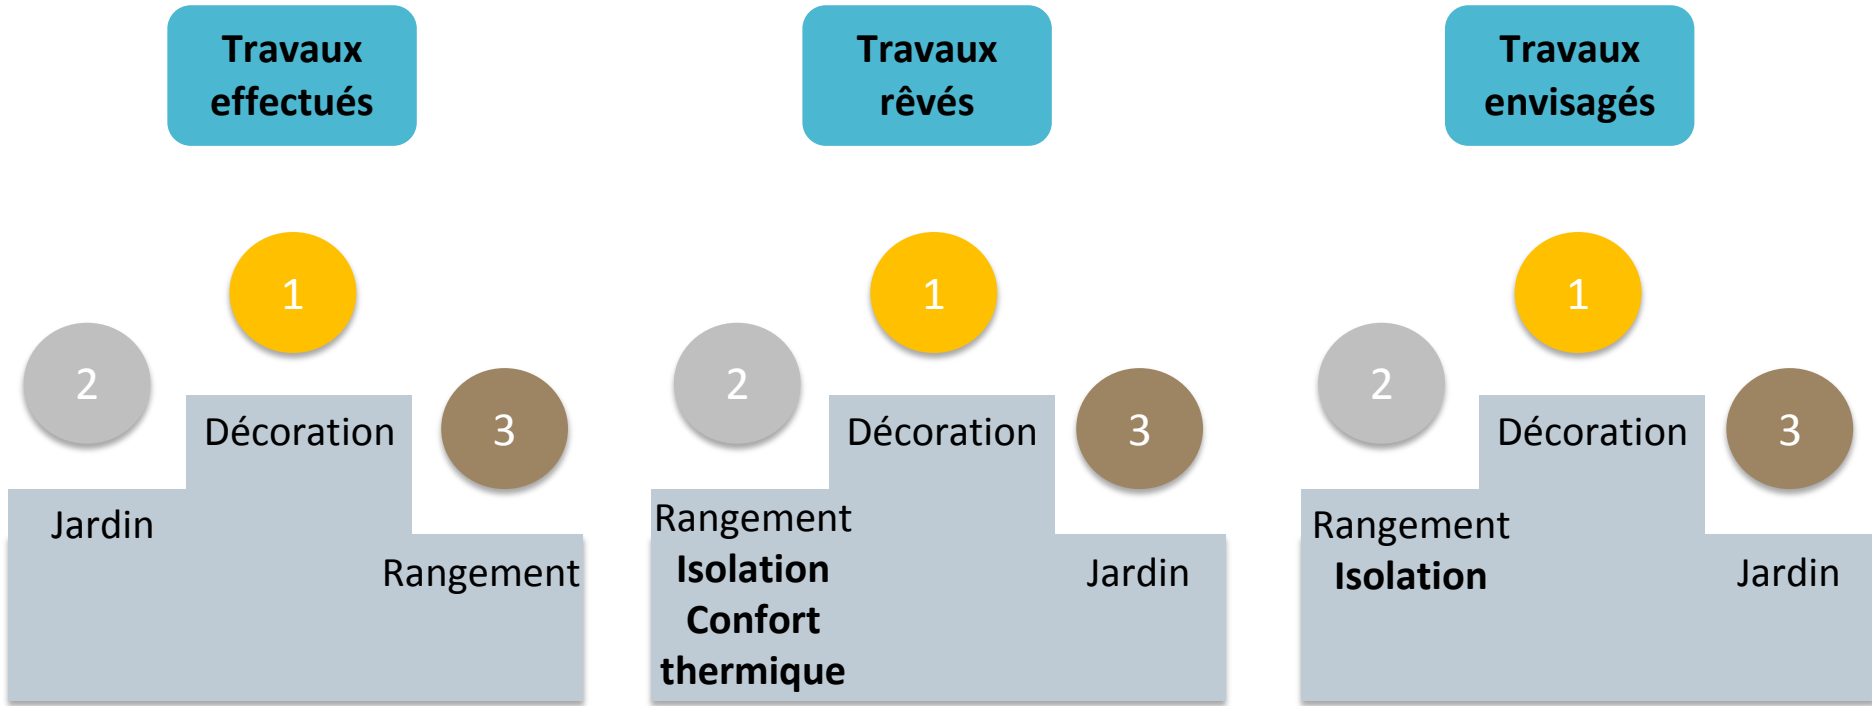 Travaux
effectués
1
2
3
Décoration
Jardin
Rangement
Travaux
rêvés
1
2
3
Décoration
Rangement
Isolation
Confort
thermique
Jardin
Travaux
envisagés
1
2
3
Décoration
Rangement
Isolation
Jardin